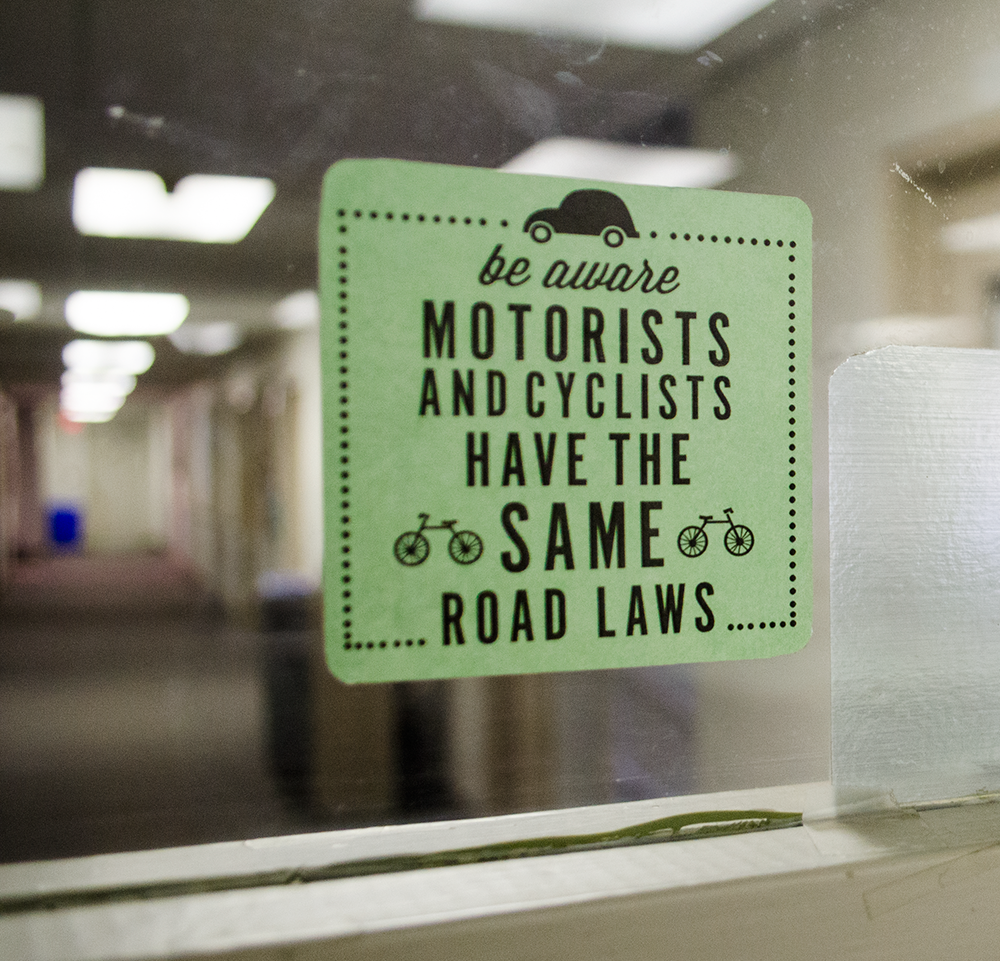 be aware
MOTORISTS
AND CYCLISTS
HAVE THE
SAME
ROAD LAWS